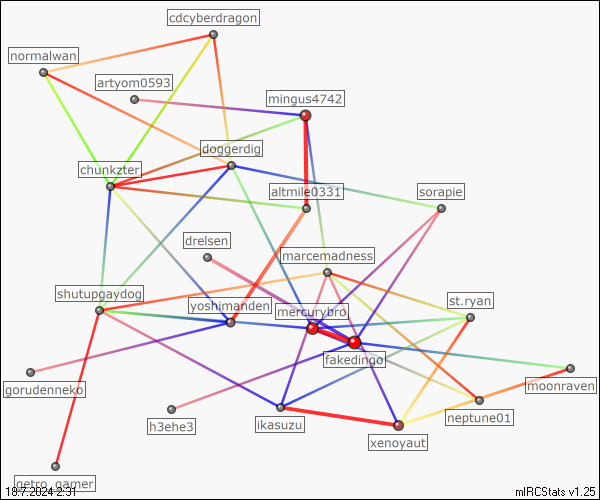 cdcyberdragon
normalwan
artyom0593
mingus4742
doggerdig
chunkzter
altmile0331
sorapie
drelsen
marcemadness
shutupgaydog
yoshimanden
mercurybro.
st.ryan
fakedingo
gorudenneko
moonraven
h3ehe3
ikasuzu
neptune01
xenoyaut
getro_gamer
18.7.2024 2:31
mIRCStats v1.25